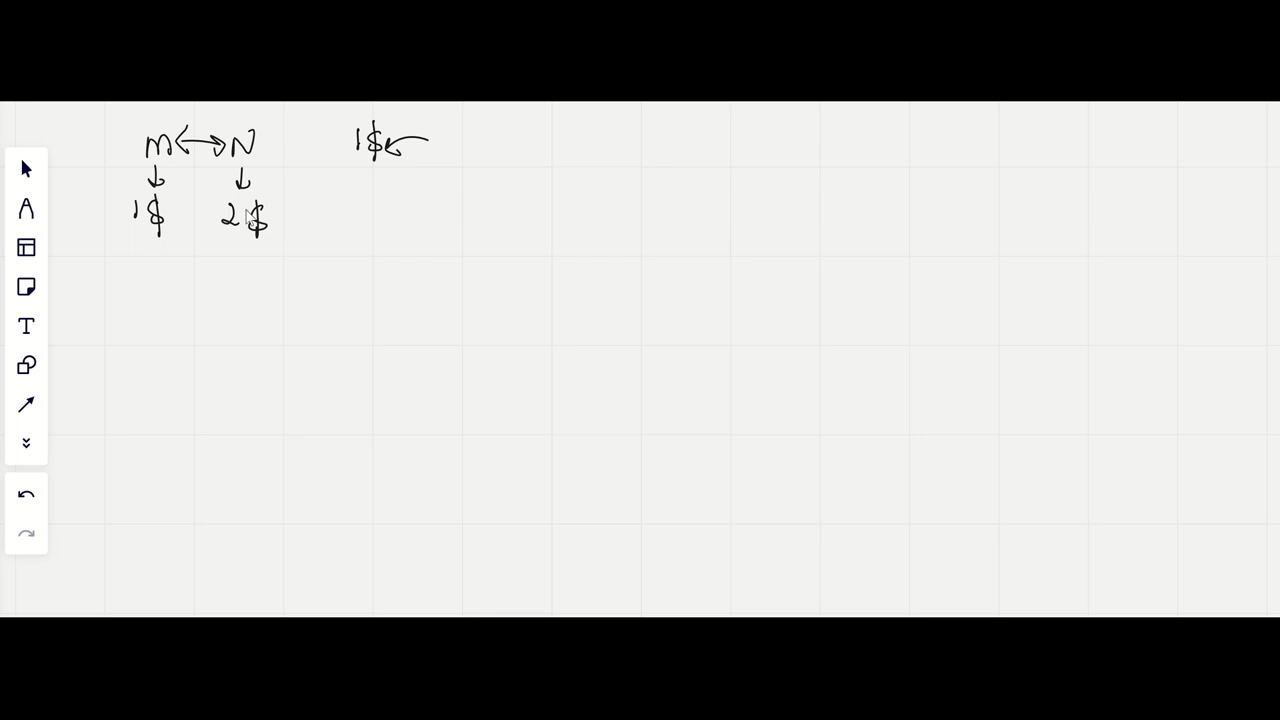 M ↔ N 1$ ←
↓ ↓
1$ 2$